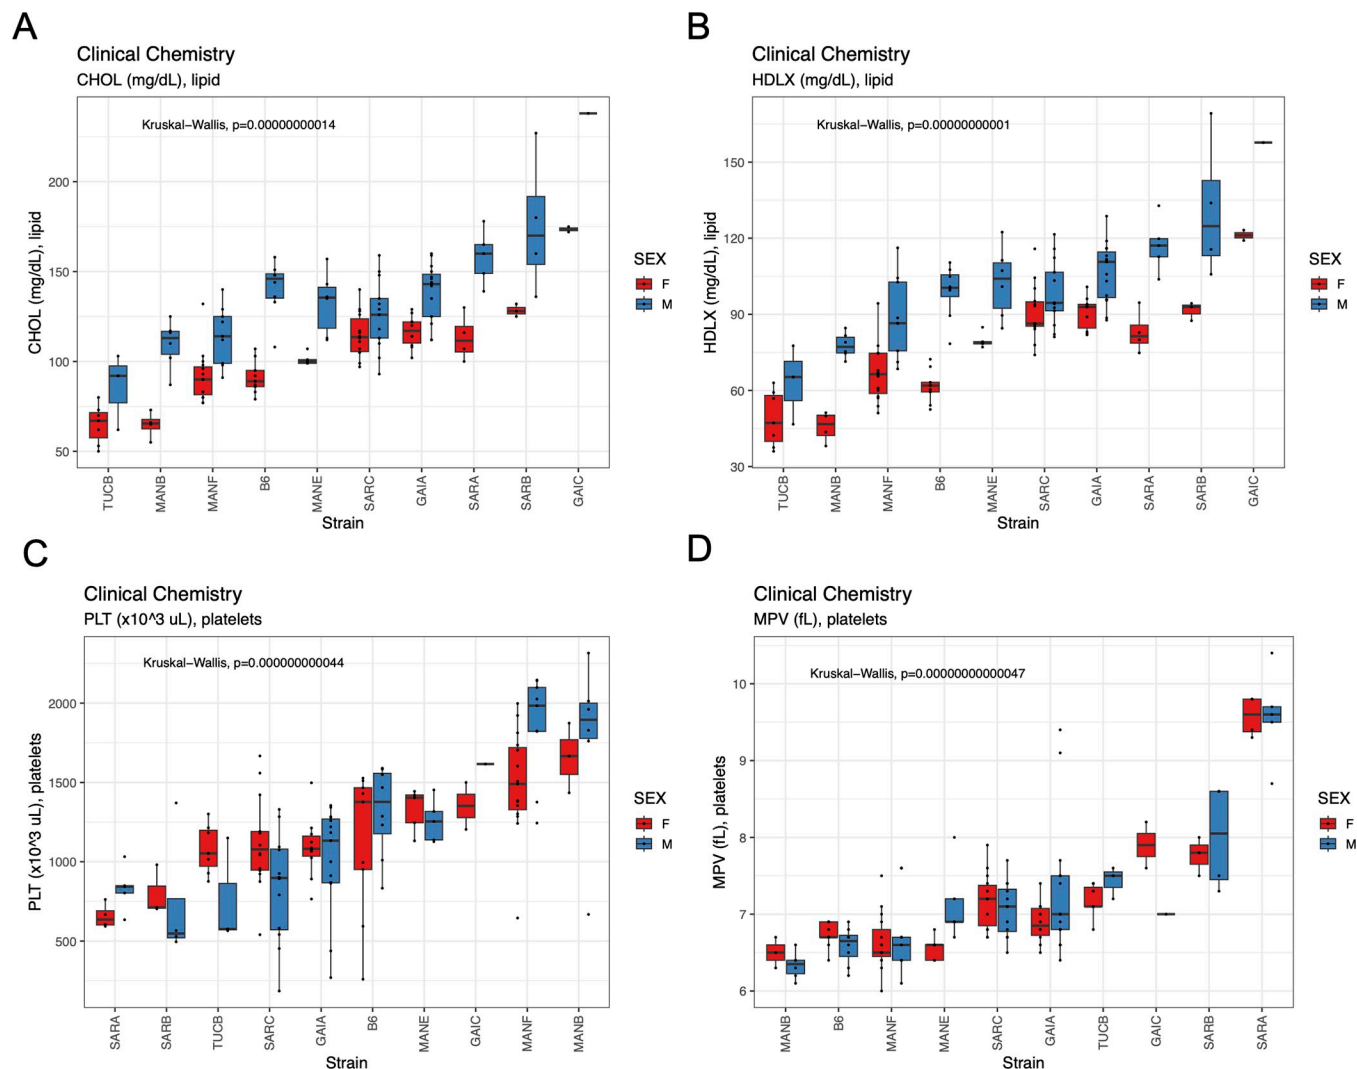 A
Clinical Chemistry
CHOL (mg/dL), lipid
Kruskal-Wallis, p=0.00000000014
CHOL (mg/dL), lipid
200
150
100
50
TUCB
MANB
MANF
B6
MANE
SARC
GAIA
SARA
SARB
GAIC
Strain
SEX
F
M
B
Clinical Chemistry
HDLX (mg/dL), lipid
Kruskal-Wallis, p=0.00000000001
HDLX (mg/dL), lipid
150
120
90
60
30
TUCB
MANB
MANF
B6
MANE
SARC
GAIA
SARA
SARB
GAIC
Strain
SEX
F
M
C
Clinical Chemistry
PLT (x10^3 uL), platelets
Kruskal-Wallis, p=0.000000000044
PLT (x10^3 uL), platelets
2000
1500
1000
500
SARA
SARB
TUCB
SARC
GAIA
B6
MANE
GAIC
MANF
MANB
Strain
SEX
F
M
D
Clinical Chemistry
MPV (fL), platelets
Kruskal-Wallis, p=0.00000000000047
MPV (fL), platelets
10
9
8
7
6
MANB
B6
MANF
MANE
SARC
GAIA
TUCB
GAIC
SARB
SARA
Strain
SEX
F
M